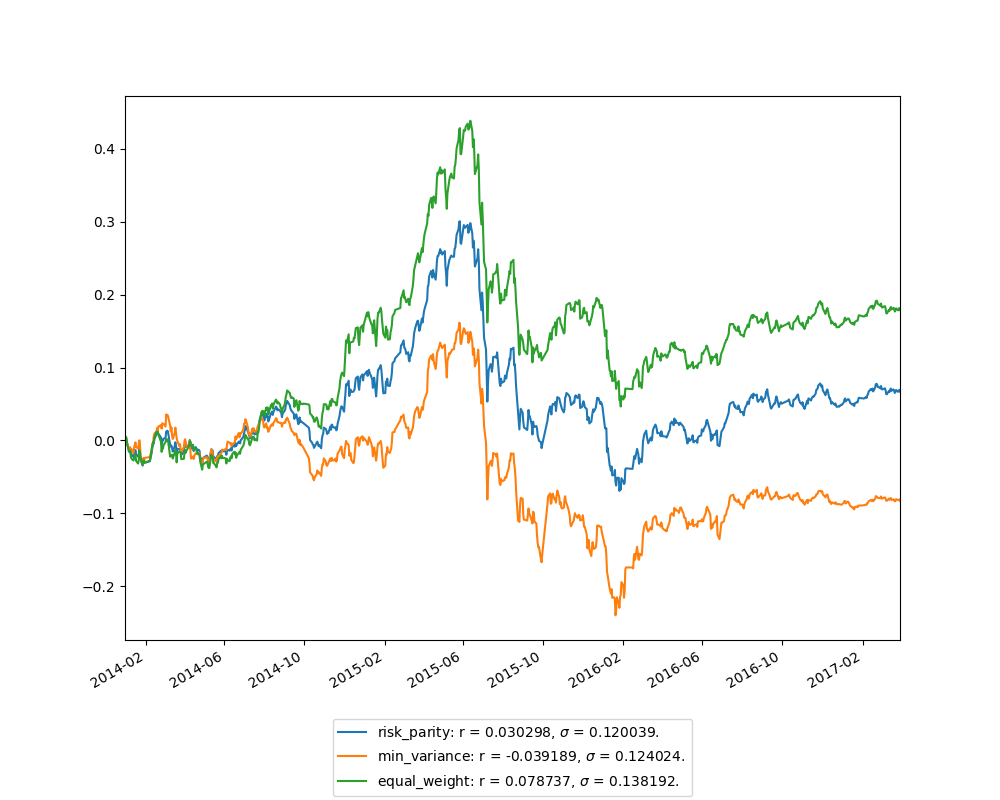 0.4
0.3
0.2
0.1
0.0
−0.1
−0.2
2014-02 2014-06 2014-10 2015-02 2015-06 2015-10 2016-02 2016-06 2016-10 2017-02
risk_parity: r = 0.030298, σ = 0.120039.
min_variance: r = -0.039189, σ = 0.124024.
equal_weight: r = 0.078737, σ = 0.138192.